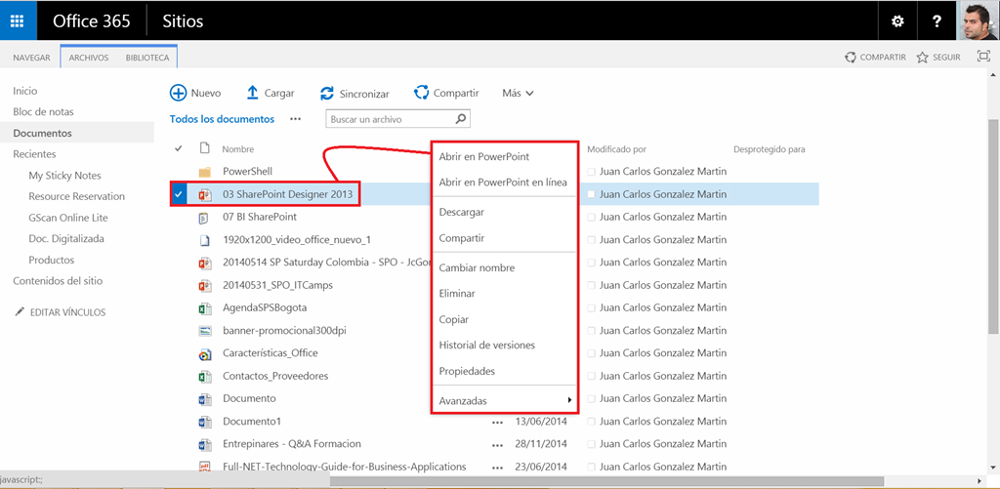 Office 365 Sitios ?
NAVEGAR ARCHIVOS BIBLIOTECA COMPARTIR SEGUIR
Inicio
Bloc de notas
Documentos
Recientes
My Sticky Notes
Resource Reservation
GScan Online Lite
Doc. Digitalizada
Productos
Contenidos del sitio
EDITAR VÍNCULOS
Nuevo Cargar Sincronizar Compartir Más
Todos los documentos ••• Buscar un archivo
Nombre Modificado por Desprotegido para
PowerShell Juan Carlos Gonzalez Martin
03 SharePoint Designer 2013 Juan Carlos Gonzalez Martin
07 BI SharePoint Juan Carlos Gonzalez Martin
1920x1200_video_office_nuevo_1 Juan Carlos Gonzalez Martin
20140514 SP Saturday Colombia - SPO - JcGon Juan Carlos Gonzalez Martin
20140531_SPO_ITCamps Juan Carlos Gonzalez Martin
AgendaSPSBogota Juan Carlos Gonzalez Martin
banner-promocional300dpi Juan Carlos Gonzalez Martin
Características_Office Juan Carlos Gonzalez Martin
Contactos_Proveedores Juan Carlos Gonzalez Martin
Documento Juan Carlos Gonzalez Martin
Documento1 ••• 13/06/2014 Juan Carlos Gonzalez Martin
Entrepinares - Q&A Formacion ••• 28/11/2014 Juan Carlos Gonzalez Martin
Full-NET-Technology-Guide-for-Business-Applications ••• 23/06/2014 Juan Carlos Gonzalez Martin
Abrir en PowerPoint
Abrir en PowerPoint en línea
Descargar
Compartir
Cambiar nombre
Eliminar
Copiar
Historial de versiones
Propiedades
Avanzadas
javascript:;